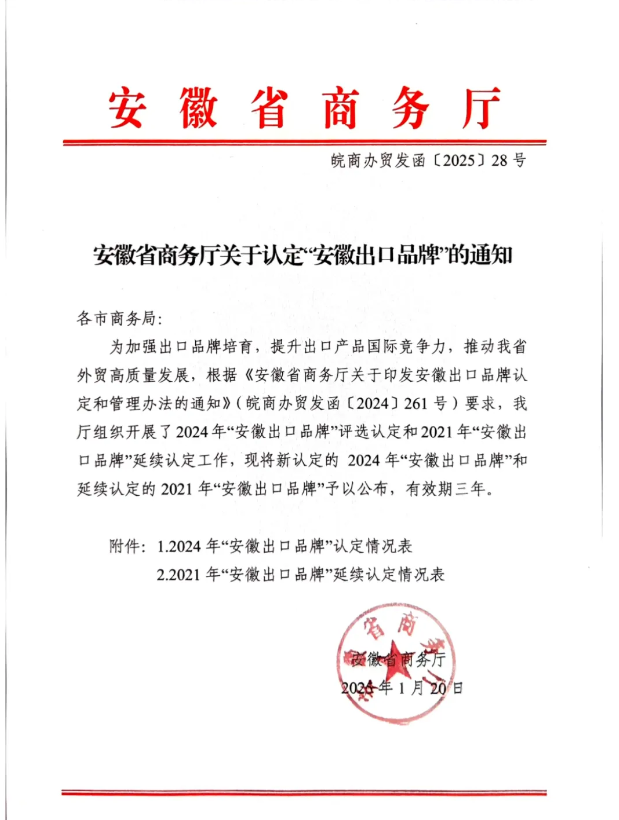 安徽省商务厅
皖商办贸发函〔2025〕28号
安徽省商务厅关于认定“安徽出口品牌”的通知
各市商务局：
为加强出口品牌培育，提升出口产品国际竞争力，推动我省
外贸高质量发展，根据《安徽省商务厅关于印发安徽出口品牌认
定和管理办法的通知》（皖商办贸发函〔2024〕261号）要求，我
厅组织开展了2024年“安徽出口品牌”评选认定和2021年“安徽出
口品牌”延续认定工作，现将新认定的 2024年“安徽出口品牌”和
延续认定的2021年“安徽出口品牌”予以公布，有效期三年。
附件：1.2024年“安徽出口品牌”认定情况表
2.2021年“安徽出口品牌”延续认定情况表
安徽省商务厅
安徽省商务厅
年1月20日